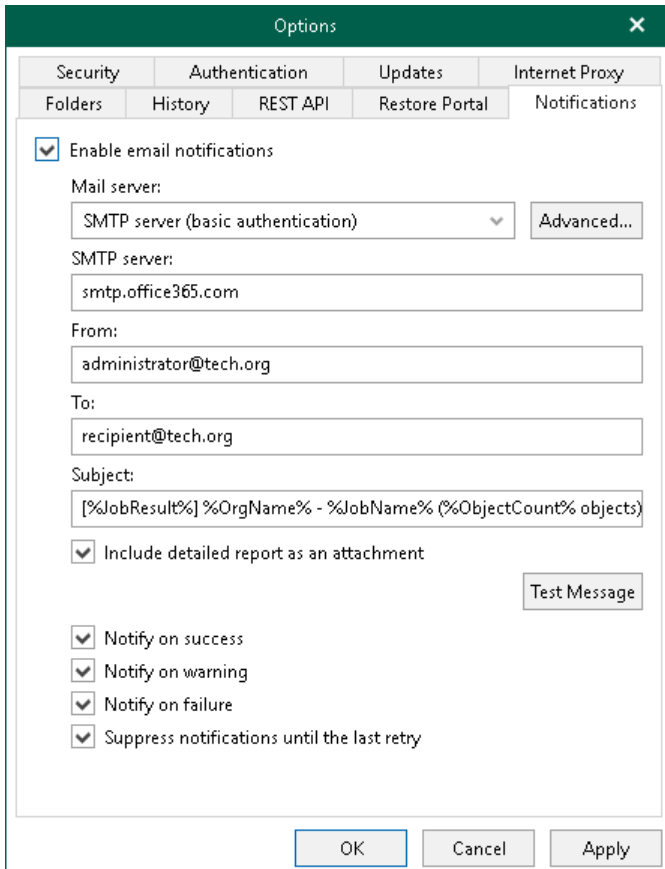 Options
Security Authentication Updates Internet Proxy
Folders History REST API Restore Portal Notifications
Enable email notifications
Mail server:
SMTP server (basic authentication) Advanced...
SMTP server:
smtp.office365.com
From:
administrator@tech.org
To:
recipient@tech.org
Subject:
[%JobResult%] %OrgName% - %JobName% (%ObjectCount% objects)
Include detailed report as an attachment
Test Message
Notify on success
Notify on warning
Notify on failure
Suppress notifications until the last retry
OK Cancel Apply